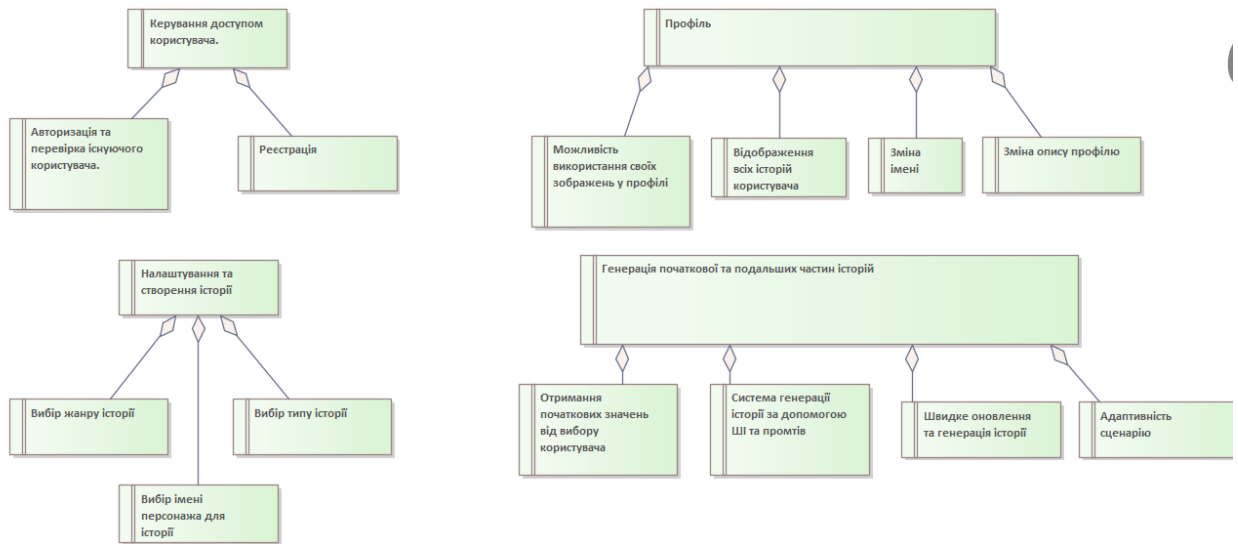 Керування доступом
користувача.
Авторизація та
перевірка існуючого
користувача.
Реєстрація
Профіль
Можливість
використання своїх
зображень у профілі
Відображення
всіх історій
користувача
Зміна
імені
Зміна опису профілю
Налаштування та
створення історії
Вибір жанру історії
Вибір типу історії
Вибір імені
персонажа для
історії
Генерація початкової та подальших частин історій
Отримання
початкових значень
від вибору
користувача
Система генерації
історії за допомогою
ШІ та промтів
Швидке оновлення
та генерація історії
Адаптивність
сценарію